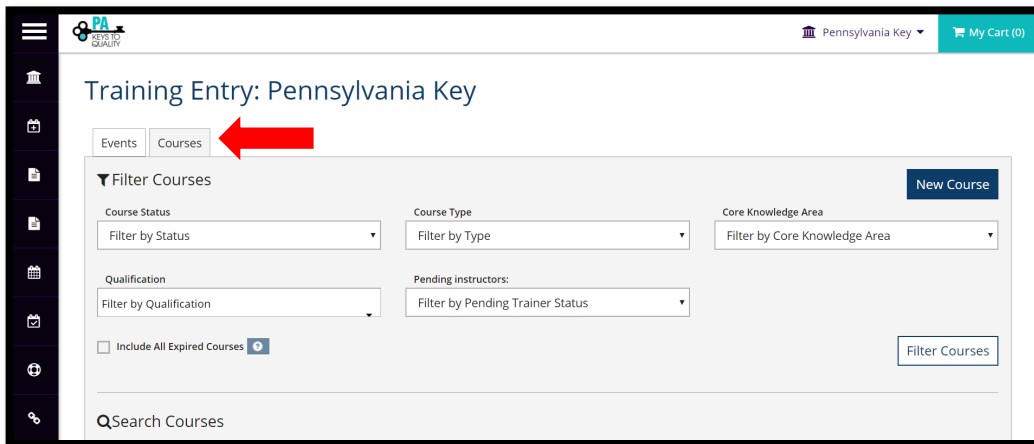 PA
KEYS TO
QUALITY
Pennsylvania Key
My Cart (0)
Training Entry: Pennsylvania Key
Events
Courses
Filter Courses
New Course
Course Status
Course Type
Core Knowledge Area
Filter by Status
Filter by Type
Filter by Core Knowledge Area
Qualification
Pending instructors:
Filter by Qualification
Filter by Pending Trainer Status
Include All Expired Courses
?
Filter Courses
Search Courses